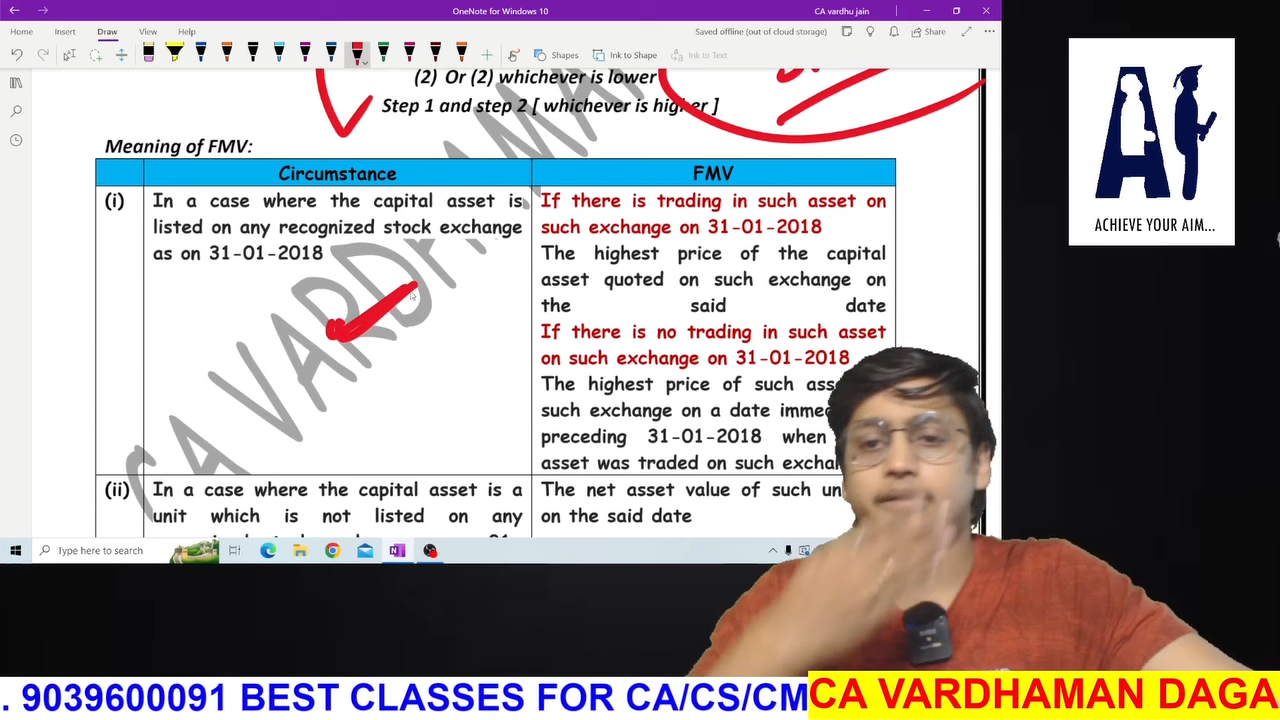 OneNote for Windows 10
CA vardhu jain
Home Insert Draw View Help
Saved offline (out of cloud storage)
Share
Shapes
Ink to Shape
Ink to Text
(2) Or (2) whichever is lower
Step 1 and step 2 [ whichever is higher ]
Meaning of FMV:
Circumstance
FMV
(i)
In a case where the capital asset is
listed on any recognized stock exchange
as on 31-01-2018
If there is trading in such asset on
such exchange on 31-01-2018
The highest price of the capital
asset quoted on such exchange on
the said date
If there is no trading in such asset
on such exchange on 31-01-2018
The highest price of such
such exchange on a date
preceding 31-01-2018 when
asset was traded on such
(ii)
In a case where the capital asset is a
unit which is not listed on any
The net asset value of such
on the said date
CA VARDHAMAN
Type here to search
AI
ACHIEVE YOUR AIM...
. 9039600091 BEST CLASSES FOR CA/CS/CM
CA VARDHAMAN DAGA